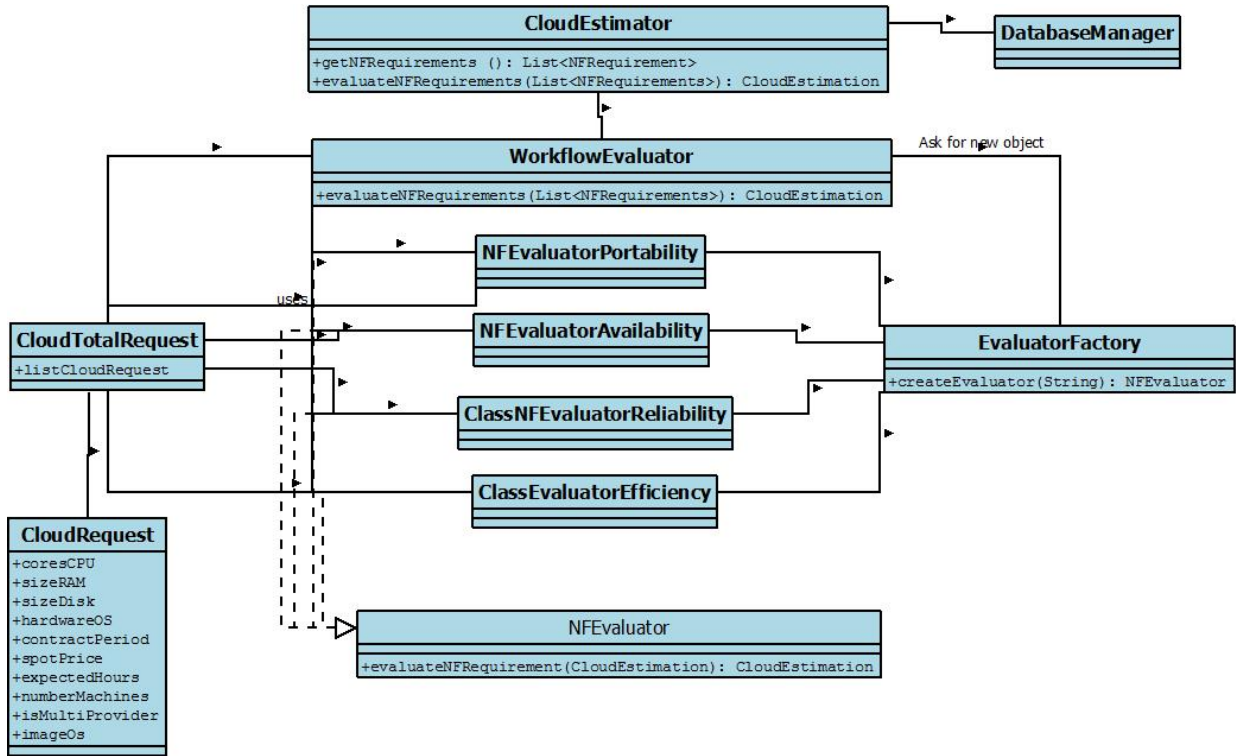 CloudEstimator
+getNFRequirements (): List<NFRequirement>
+evaluateNFRequirements(List<NFRequirements>): CloudEstimation
DatabaseManager
WorkflowEvaluator
+evaluateNFRequirements(List<NFRequirements>): CloudEstimation
Ask for new object
NFEvaluatorPortability
uses
CloudTotalRequest
+listCloudRequest
NFEvaluatorAvailability
EvaluatorFactory
+createEvaluator(String): NFEvaluator
ClassNFEvaluatorReliability
ClassEvaluatorEfficiency
CloudRequest
+coresCPU
+sizeRAM
+sizeDisk
+hardwareOS
+contractPeriod
+spotPrice
+expectedHours
+numberMachines
+isMultiProvider
+imageOs
NFEvaluator
+evaluateNFRequirement(CloudEstimation): CloudEstimation